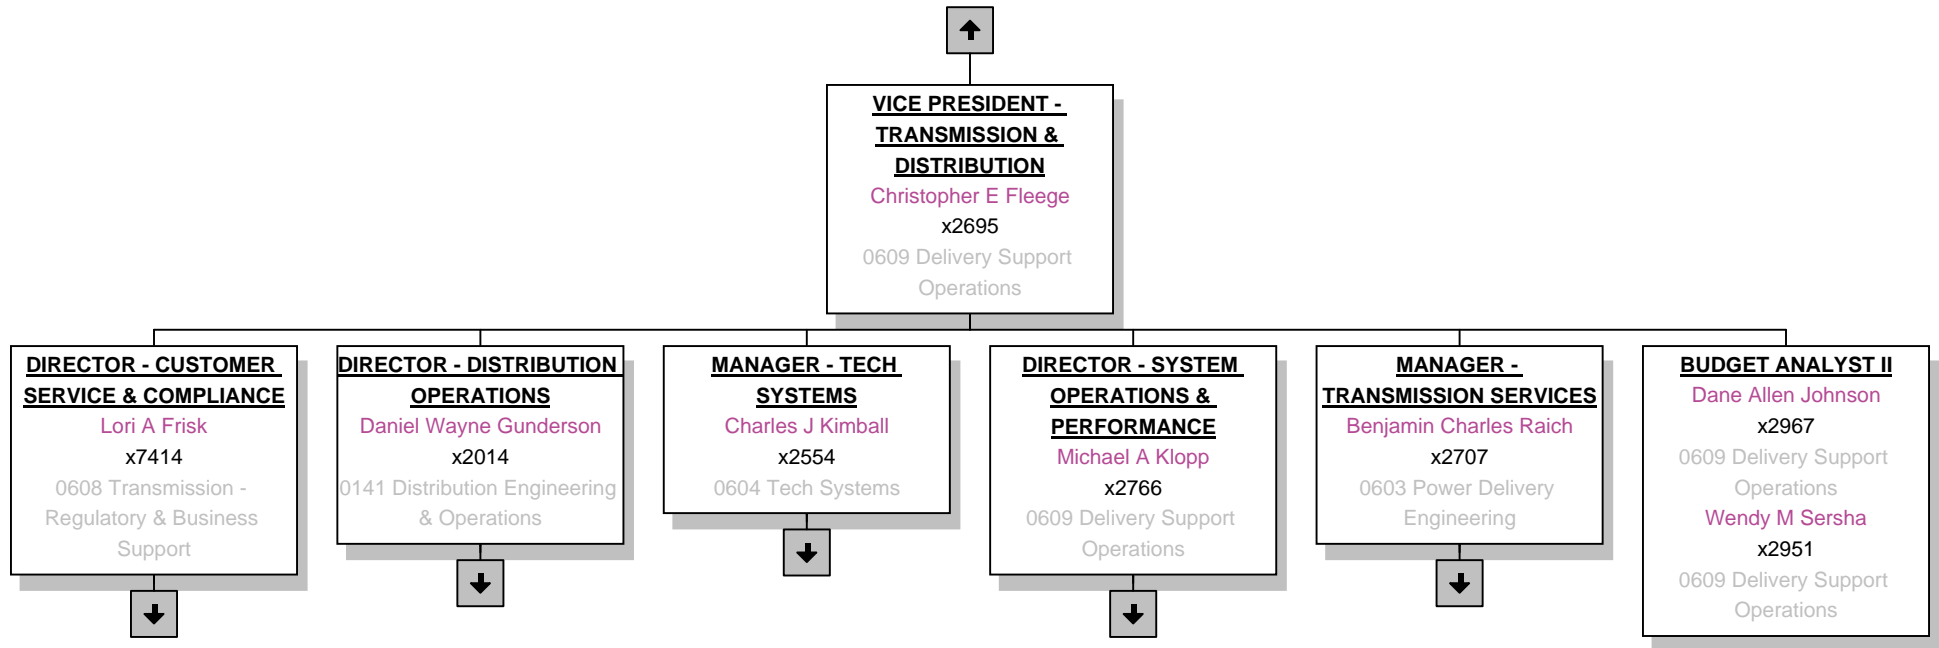 VICE PRESIDENT -
TRANSMISSION &
DISTRIBUTION
Christopher E Fleege
x2695
0609 Delivery Support
Operations
DIRECTOR - CUSTOMER
SERVICE & COMPLIANCE
Lori A Frisk
x7414
0608 Transmission -
Regulatory & Business
Support
DIRECTOR - DISTRIBUTION
OPERATIONS
Daniel Wayne Gunderson
x2014
0141 Distribution Engineering
& Operations
MANAGER - TECH
SYSTEMS
Charles J Kimball
x2554
0604 Tech Systems
DIRECTOR - SYSTEM
OPERATIONS &
PERFORMANCE
Michael A Klopp
x2766
0609 Delivery Support
Operations
MANAGER -
TRANSMISSION SERVICES
Benjamin Charles Raich
x2707
0603 Power Delivery
Engineering
BUDGET ANALYST II
Dane Allen Johnson
x2967
0609 Delivery Support
Operations
Wendy M Sersha
x2951
0609 Delivery Support
Operations